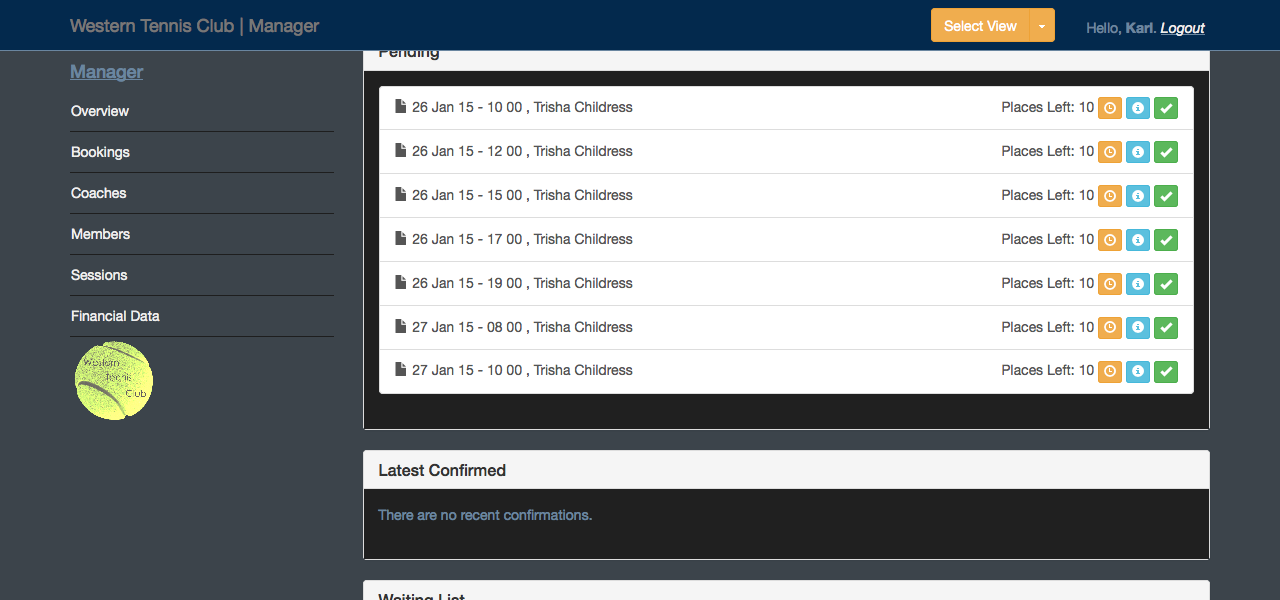 Western Tennis Club | Manager
Select View
Hello, Karl. Logout
Manager
Overview
Bookings
Coaches
Members
Sessions
Financial Data
Western
Tennis
Club
Pending
26 Jan 15 - 10 00 , Trisha Childress Places Left: 10
26 Jan 15 - 12 00 , Trisha Childress Places Left: 10
26 Jan 15 - 15 00 , Trisha Childress Places Left: 10
26 Jan 15 - 17 00 , Trisha Childress Places Left: 10
26 Jan 15 - 19 00 , Trisha Childress Places Left: 10
27 Jan 15 - 08 00 , Trisha Childress Places Left: 10
27 Jan 15 - 10 00 , Trisha Childress Places Left: 10
Latest Confirmed
There are no recent confirmations.
Waiting List